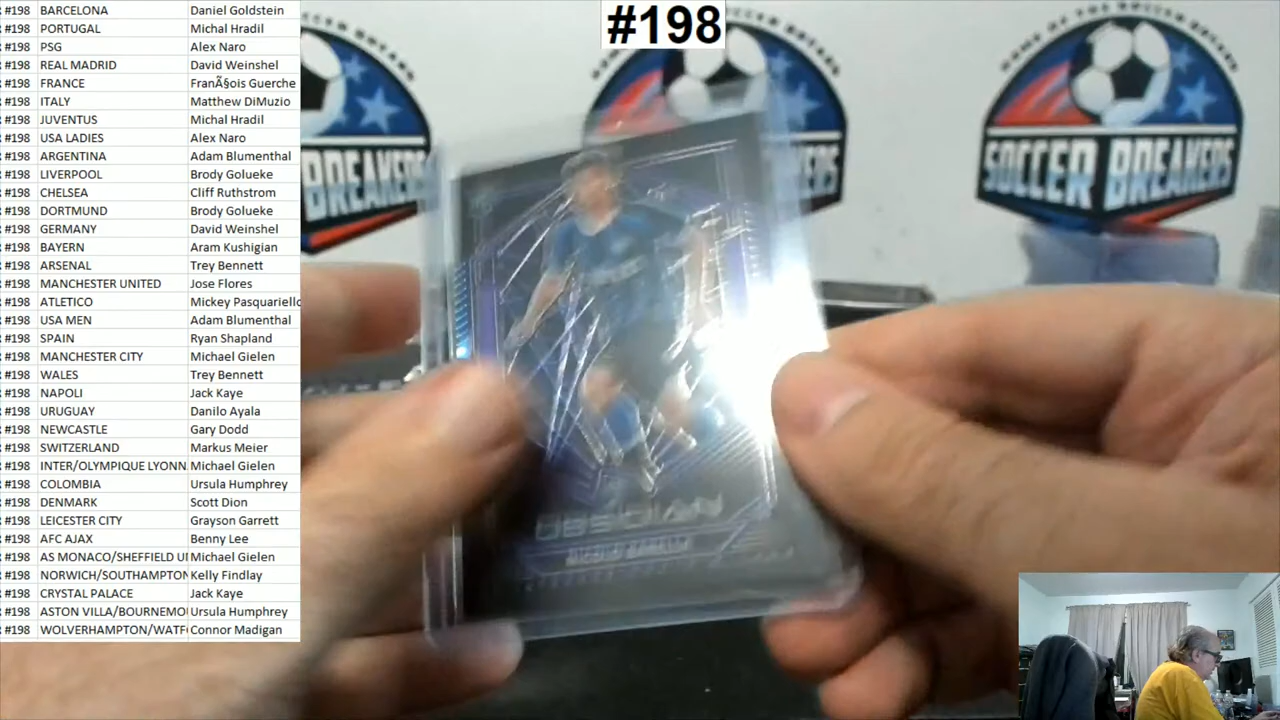 #198
#198 BARCELONA Daniel Goldstein
#198 PORTUGAL Michal Hradil
#198 PSG Alex Naro
#198 REAL MADRID David Weinshel
#198 FRANCE FranÃ§ois Guerche
#198 ITALY Matthew DiMuzio
#198 JUVENTUS Michal Hradil
#198 USA LADIES Alex Naro
#198 ARGENTINA Adam Blumenthal
#198 LIVERPOOL Brody Golueke
#198 CHELSEA Cliff Ruthstrom
#198 DORTMUND Brody Golueke
#198 GERMANY David Weinshel
#198 BAYERN Aram Kushigian
#198 ARSENAL Trey Bennett
#198 MANCHESTER UNITED Jose Flores
#198 ATLETICO Mickey Pasquariello
#198 USA MEN Adam Blumenthal
#198 SPAIN Ryan Shapland
#198 MANCHESTER CITY Michael Gielen
#198 WALES Trey Bennett
#198 NAPOLI Jack Kaye
#198 URUGUAY Danilo Ayala
#198 NEWCASTLE Gary Dodd
#198 SWITZERLAND Markus Meier
#198 INTER/OLYMPIQUE LYONN Michael Gielen
#198 COLOMBIA Ursula Humphrey
#198 DENMARK Scott Dion
#198 LEICESTER CITY Grayson Garrett
#198 AFC AJAX Benny Lee
#198 AS MONACO/SHEFFIELD U Michael Gielen
#198 NORWICH/SOUTHAMPTON Kelly Findlay
#198 CRYSTAL PALACE Jack Kaye
#198 ASTON VILLA/BOURNEMO Ursula Humphrey
#198 WOLVERHAMPTON/WATF Connor Madigan
BREAKERS
SOCCER BREAKERS
OBSIDIAN